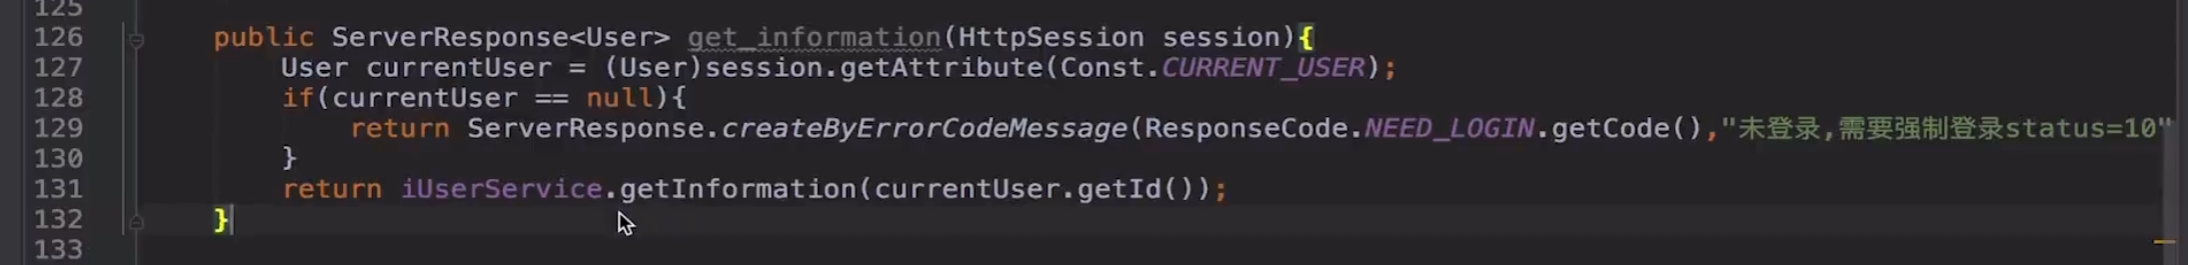 125
126 public ServerResponse<User> get_information(HttpSession session){
127 User currentUser = (User)session.getAttribute(Const.CURRENT_USER);
128 if(currentUser == null){
129 return ServerResponse.createByErrorCodeMessage(ResponseCode.NEED_LOGIN.getCode(),"未登录,需要强制登录status=10"
130 }
131 return iUserService.getInformation(currentUser.getId());
132 }
133